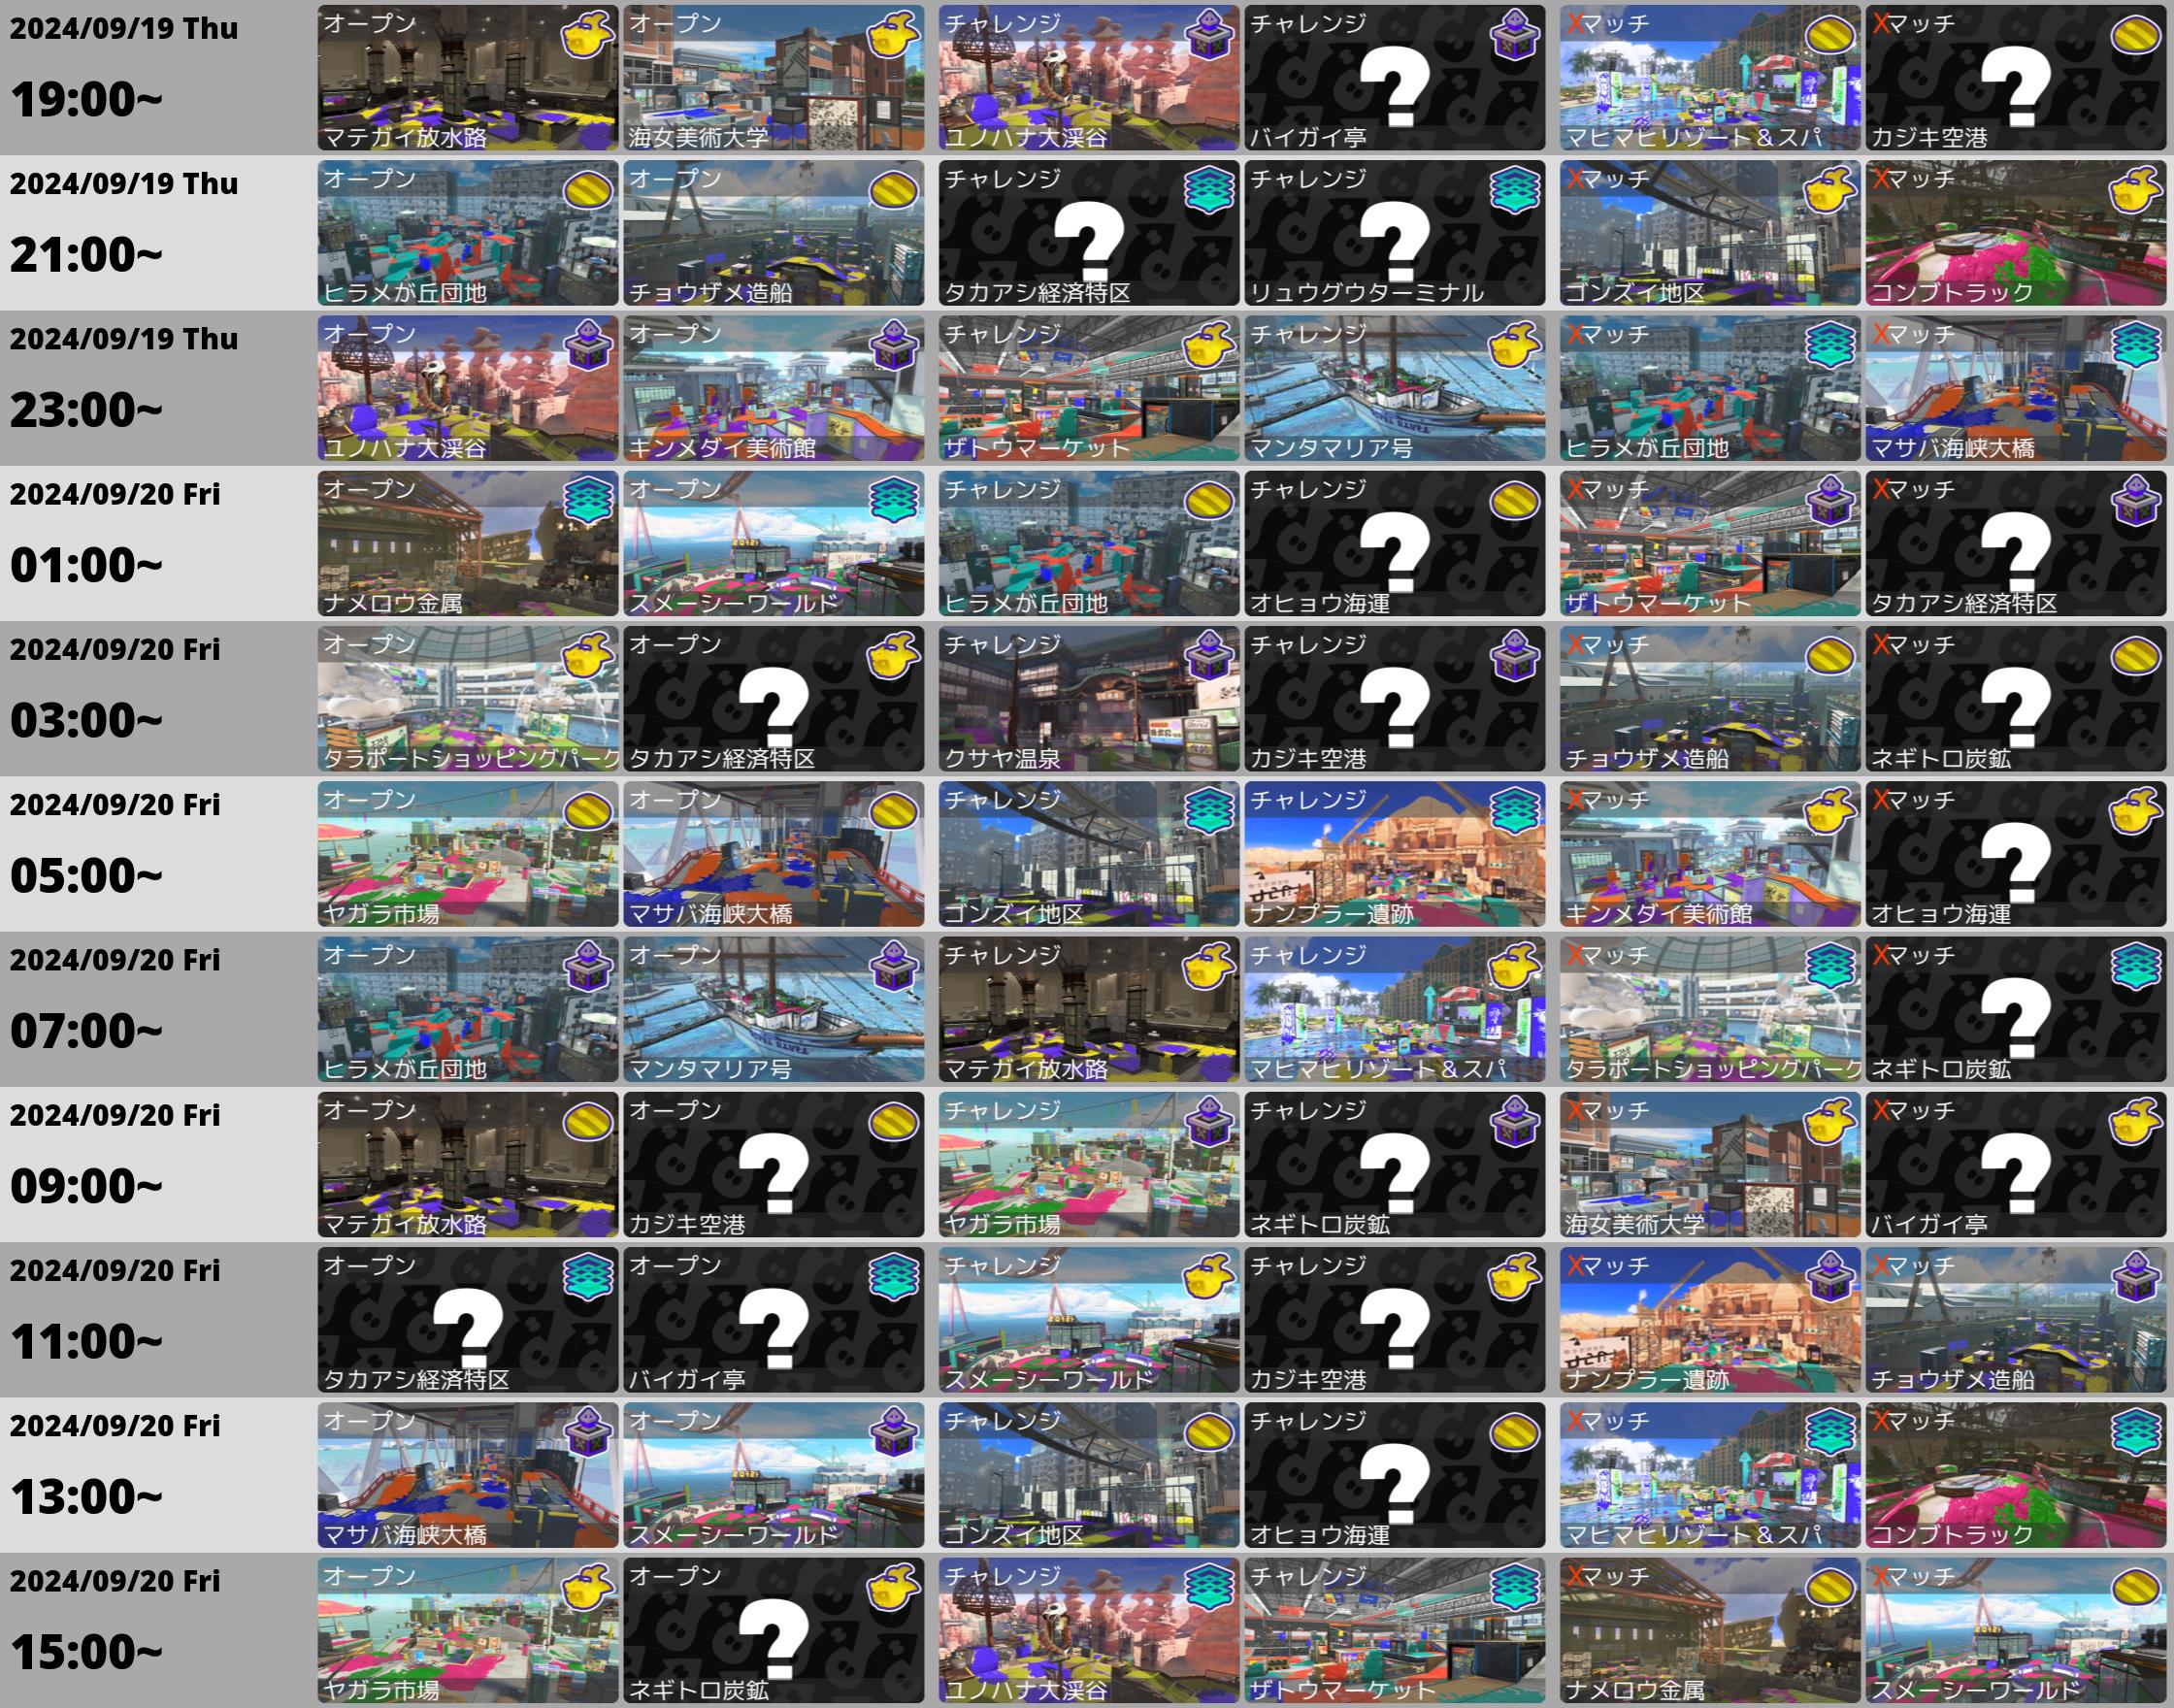 2024/09/19 Thu
19:00~
オープン
マテガイ放水路
オープン
海女美術大学
チャレンジ
ユノハナ大渓谷
チャレンジ
バイガイ亭
Xマッチ
マヒマヒリゾート＆スパ
Xマッチ
カジキ空港
2024/09/19 Thu
21:00~
オープン
ヒラメが丘団地
オープン
チョウザメ造船
チャレンジ
?
タカアシ経済特区
チャレンジ
?
リュウグウターミナル
Xマッチ
ゴンズイ地区
Xマッチ
コンブトラック
2024/09/19 Thu
23:00~
オープン
ユノハナ大渓谷
オープン
キンメダイ美術館
チャレンジ
ザトウマーケット
チャレンジ
マンタマリア号
Xマッチ
ヒラメが丘団地
Xマッチ
マサバ海峡大橋
2024/09/20 Fri
01:00~
オープン
ナメロウ金属
オープン
スメーシーワールド
チャレンジ
ヒラメが丘団地
チャレンジ
?
オヒョウ海運
Xマッチ
ザトウマーケット
Xマッチ
?
タカアシ経済特区
2024/09/20 Fri
03:00~
オープン
タラポートショッピングパーク
オープン
?
タカアシ経済特区
チャレンジ
クサヤ温泉
チャレンジ
?
カジキ空港
Xマッチ
チョウザメ造船
Xマッチ
?
ネギトロ炭鉱
2024/09/20 Fri
05:00~
オープン
ヤガラ市場
オープン
マサバ海峡大橋
チャレンジ
ゴンズイ地区
チャレンジ
ナンプラー遺跡
Xマッチ
キンメダイ美術館
Xマッチ
?
オヒョウ海運
2024/09/20 Fri
07:00~
オープン
ヒラメが丘団地
オープン
マンタマリア号
チャレンジ
マテガイ放水路
チャレンジ
マヒマヒリゾート＆スパ
Xマッチ
タラポートショッピングパーク
Xマッチ
?
ネギトロ炭鉱
2024/09/20 Fri
09:00~
オープン
マテガイ放水路
オープン
?
カジキ空港
チャレンジ
ヤガラ市場
チャレンジ
?
ネギトロ炭鉱
Xマッチ
海女美術大学
Xマッチ
?
バイガイ亭
2024/09/20 Fri
11:00~
オープン
?
タカアシ経済特区
オープン
?
バイガイ亭
チャレンジ
スメーシーワールド
チャレンジ
?
カジキ空港
Xマッチ
ナンプラー遺跡
Xマッチ
チョウザメ造船
2024/09/20 Fri
13:00~
オープン
マサバ海峡大橋
オープン
スメーシーワールド
チャレンジ
ゴンズイ地区
チャレンジ
?
オヒョウ海運
Xマッチ
マヒマヒリゾート＆スパ
Xマッチ
コンブトラック
2024/09/20 Fri
15:00~
オープン
ヤガラ市場
オープン
?
ネギトロ炭鉱
チャレンジ
ユノハナ大渓谷
チャレンジ
ザトウマーケット
Xマッチ
ナメロウ金属
Xマッチ
スメーシーワールド